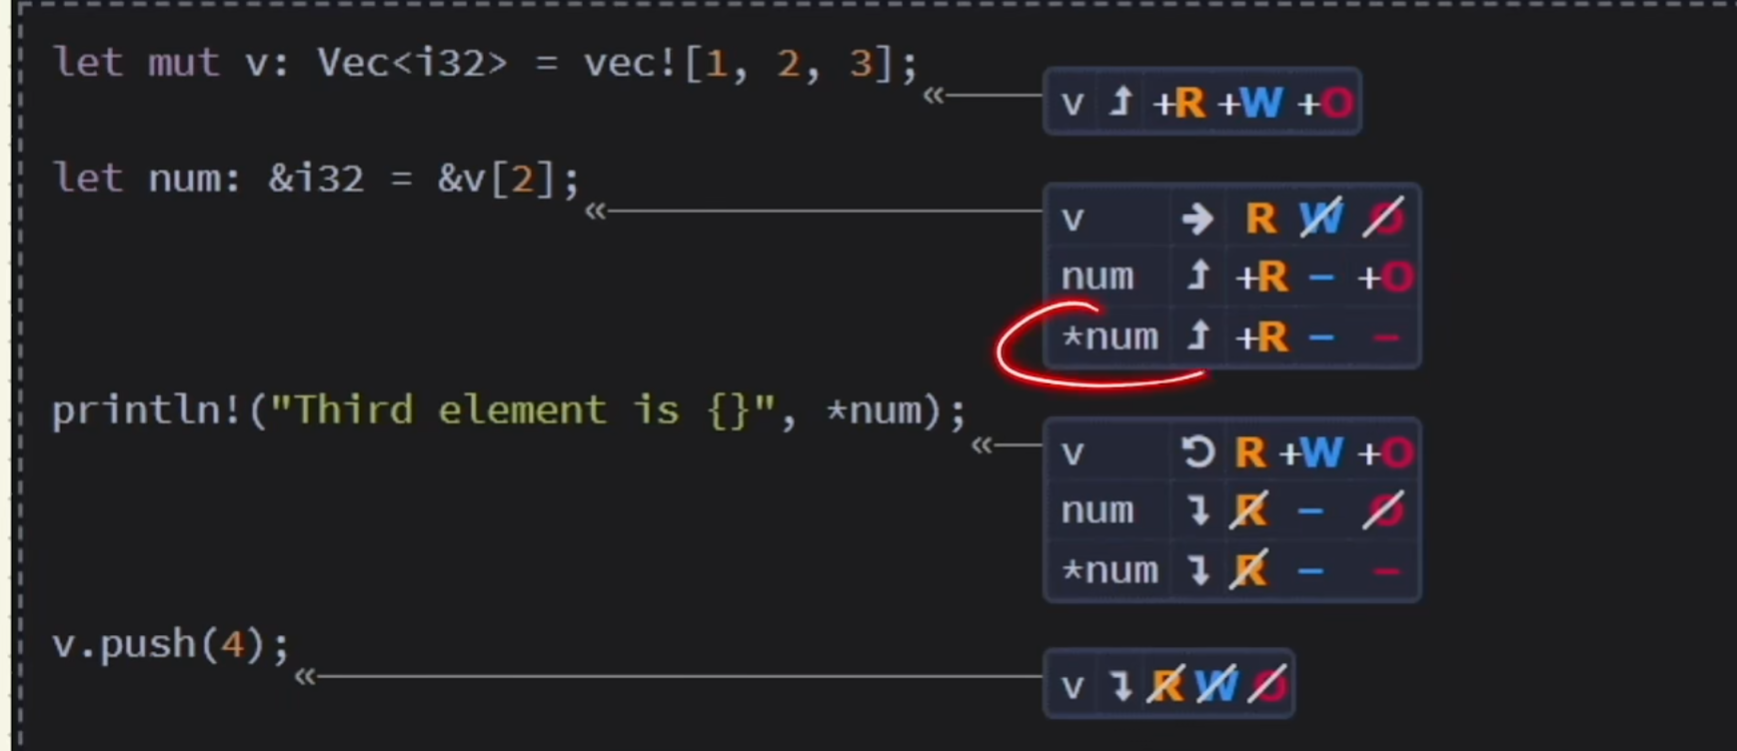 let mut v: Vec<i32> = vec![1, 2, 3];
« v ⮥ +R +W +O
let num: &i32 = &v[2];
« v → R W̸ O̸
num ⮥ +R – +O
*num ⮥ +R – –
println!("Third element is {}", *num);
« v ⟲ R +W +O
num ⮧ R̸ – O̸
*num ⮧ R̸ – –
v.push(4);
« v ⮧ R̸ W̸ O̸